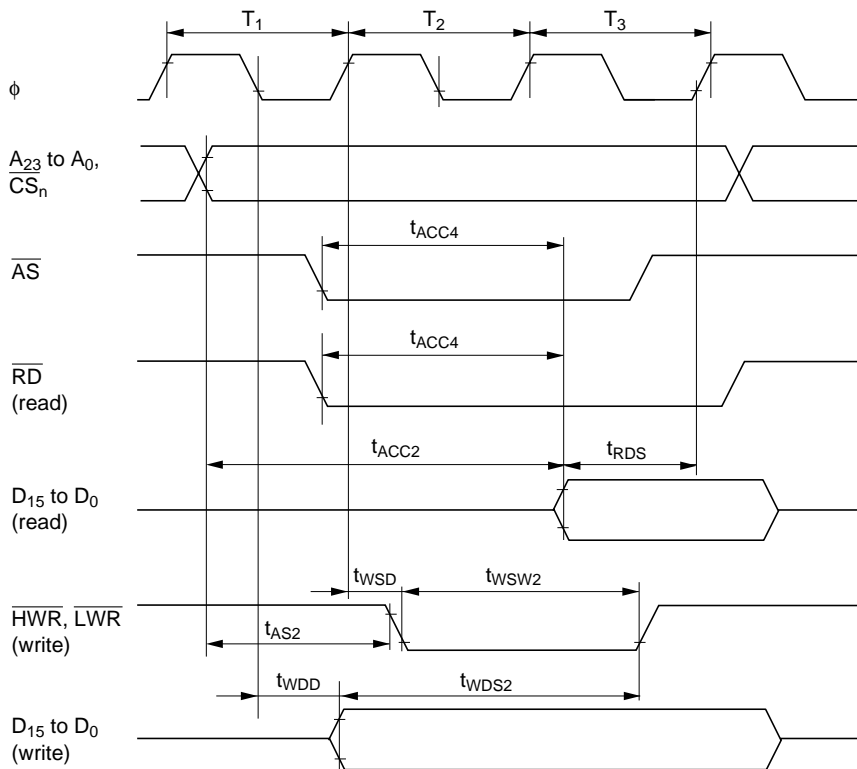 T1 T2 T3
ϕ
A23 to A0,
CSn
tACC4
AS
tACC4
RD
(read)
tACC2 tRDS
D15 to D0
(read)
tWSD tWSW2
HWR, LWR
(write)
tAS2
tWDD tWDS2
D15 to D0
(write)